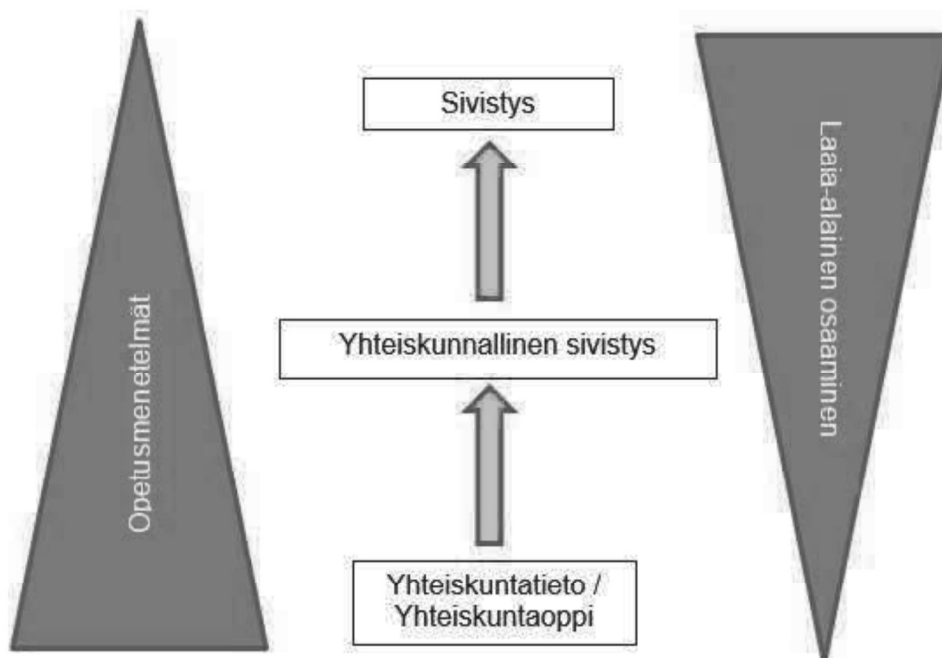 Sivistys
Yhteiskunnallinen sivistys
Yhteiskuntatieto /
Yhteiskuntaoppi
Opetusmenetelmät
Laaja-alainen osaaminen